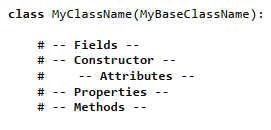 class MyClassName(MyBaseClassName):
# -- Fields --
# -- Constructor --
#     -- Attributes --
# -- Properties --
# -- Methods --